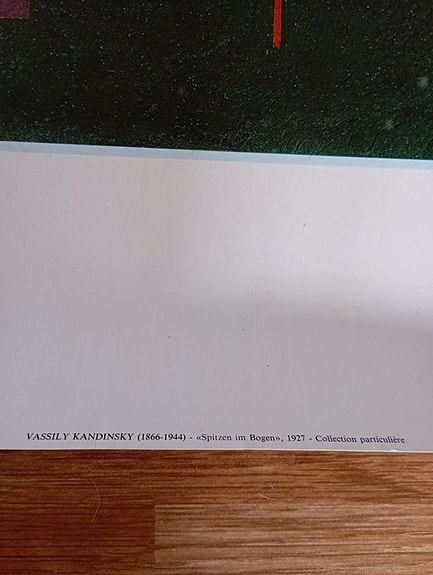 VASSILY KANDINSKY (1866-1944) - «Spitzen im Bogen», 1927 - Collection particulière